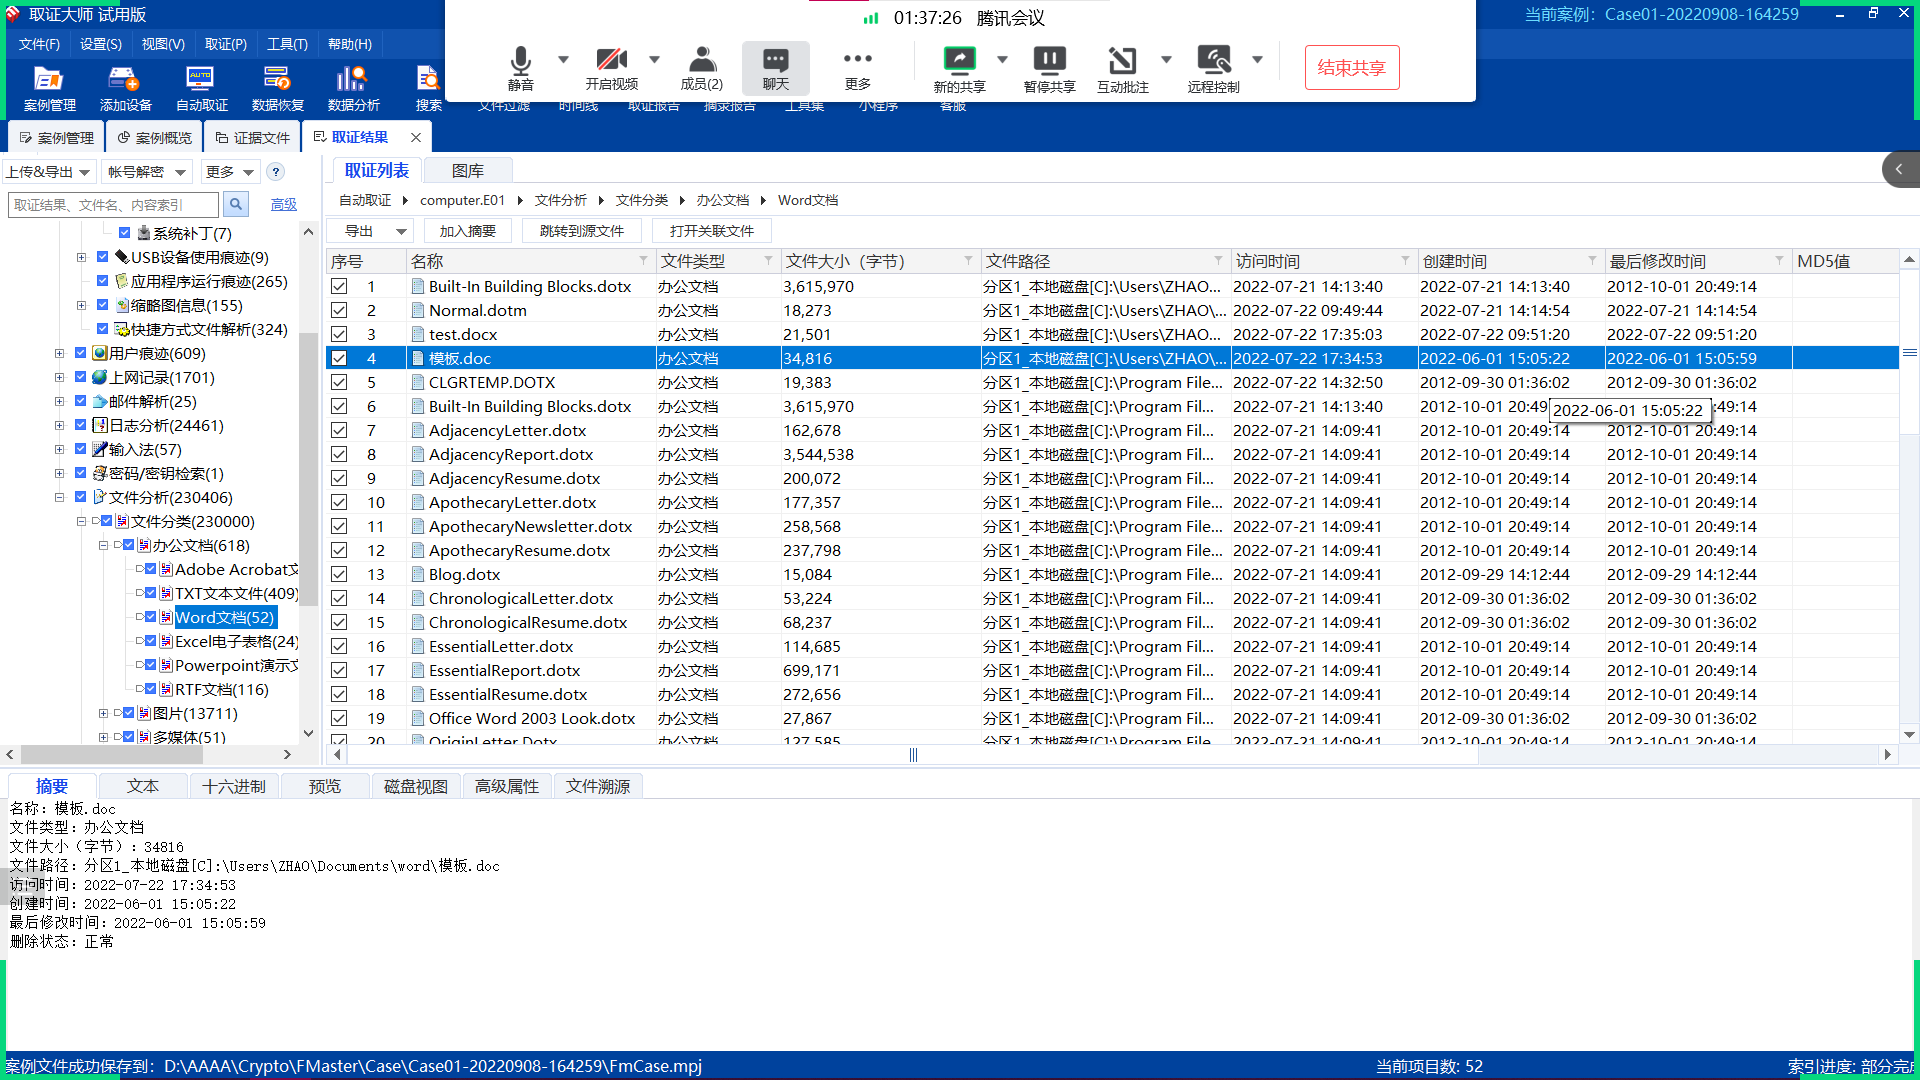 取证大师 试用版
01:37:26 腾讯会议
当前案例：Case01-20220908-164259
文件(F) 设置(S) 视图(V) 取证(P) 工具(T) 帮助(H)
静音 开启视频 成员(2) 聊天 更多 新的共享 暂停共享 互动批注 远程控制 结束共享
案例管理 添加设备 自动取证 数据恢复 数据分析 搜索 文件过滤 时间线 取证报告 摘录报告 工具集 小程序 客服
案例管理 案例概览 证据文件 取证结果
上传&导出 帐号解密 更多 ?
取证结果、文件名、内容索引 高级
系统补丁(7)
USB设备使用痕迹(9)
应用程序运行痕迹(265)
缩略图信息(155)
快捷方式文件解析(324)
用户痕迹(609)
上网记录(1701)
邮件解析(25)
日志分析(24461)
输入法(57)
密码/密钥检索(1)
文件分析(230406)
文件分类(230000)
办公文档(618)
Adobe Acrobat文
TXT文本文件(409)
Word文档(52)
Excel电子表格(24)
Powerpoint演示文
RTF文档(116)
图片(13711)
多媒体(51)
取证列表 图库
自动取证 computer.E01 文件分析 文件分类 办公文档 Word文档
导出 加入摘要 跳转到源文件 打开关联文件
序号 名称 文件类型 文件大小（字节） 文件路径 访问时间 创建时间 最后修改时间 MD5值
1 Built-In Building Blocks.dotx 办公文档 3,615,970 分区1_本地磁盘[C]:\Users\ZHAO... 2022-07-21 14:13:40 2022-07-21 14:13:40 2012-10-01 20:49:14
2 Normal.dotm 办公文档 18,273 分区1_本地磁盘[C]:\Users\ZHAO\... 2022-07-22 09:49:44 2022-07-21 14:14:54 2022-07-21 14:14:54
3 test.docx 办公文档 21,501 分区1_本地磁盘[C]:\Users\ZHAO\... 2022-07-22 17:35:03 2022-07-22 09:51:20 2022-07-22 09:51:20
4 模板.doc 办公文档 34,816 分区1_本地磁盘[C]:\Users\ZHAO\... 2022-07-22 17:34:53 2022-06-01 15:05:22 2022-06-01 15:05:59
5 CLGRTEMP.DOTX 办公文档 19,383 分区1_本地磁盘[C]:\Program File... 2022-07-22 14:32:50 2012-09-30 01:36:02 2012-09-30 01:36:02
6 Built-In Building Blocks.dotx 办公文档 3,615,970 分区1_本地磁盘[C]:\Program Fil... 2022-07-21 14:13:40 2012-10-01 20:49 :49:14
2022-06-01 15:05:22
7 AdjacencyLetter.dotx 办公文档 162,678 分区1_本地磁盘[C]:\Program Fil... 2022-07-21 14:09:41 2012-10-01 20:49:14 2012-10-01 20:49:14
8 AdjacencyReport.dotx 办公文档 3,544,538 分区1_本地磁盘[C]:\Program Fil... 2022-07-21 14:09:41 2012-10-01 20:49:14 2012-10-01 20:49:14
9 AdjacencyResume.dotx 办公文档 200,072 分区1_本地磁盘[C]:\Program File... 2022-07-21 14:09:41 2012-10-01 20:49:14 2012-10-01 20:49:14
10 ApothecaryLetter.dotx 办公文档 177,357 分区1_本地磁盘[C]:\Program Fil... 2022-07-21 14:09:41 2012-10-01 20:49:14 2012-10-01 20:49:14
11 ApothecaryNewsletter.dotx 办公文档 258,568 分区1_本地磁盘[C]:\Program File... 2022-07-21 14:09:41 2012-10-01 20:49:14 2012-10-01 20:49:14
12 ApothecaryResume.dotx 办公文档 237,798 分区1_本地磁盘[C]:\Program File... 2022-07-21 14:09:41 2012-10-01 20:49:14 2012-10-01 20:49:14
13 Blog.dotx 办公文档 15,084 分区1_本地磁盘[C]:\Program File... 2022-07-21 14:09:41 2012-09-29 14:12:44 2012-09-29 14:12:44
14 ChronologicalLetter.dotx 办公文档 53,224 分区1_本地磁盘[C]:\Program Fil... 2022-07-21 14:09:41 2012-09-30 01:36:02 2012-09-30 01:36:02
15 ChronologicalResume.dotx 办公文档 68,237 分区1_本地磁盘[C]:\Program Fil... 2022-07-21 14:09:41 2012-09-30 01:36:02 2012-09-30 01:36:02
16 EssentialLetter.dotx 办公文档 114,685 分区1_本地磁盘[C]:\Program Fil... 2022-07-21 14:09:41 2012-10-01 20:49:14 2012-10-01 20:49:14
17 EssentialReport.dotx 办公文档 699,171 分区1_本地磁盘[C]:\Program Fil... 2022-07-21 14:09:41 2012-10-01 20:49:14 2012-10-01 20:49:14
18 EssentialResume.dotx 办公文档 272,656 分区1_本地磁盘[C]:\Program Fil... 2022-07-21 14:09:41 2012-10-01 20:49:14 2012-10-01 20:49:14
19 Office Word 2003 Look.dotx 办公文档 27,867 分区1_本地磁盘[C]:\Program Fil... 2022-07-21 14:09:41 2012-09-30 01:36:02 2012-09-30 01:36:02
20 OriginLetter.Dotx 办公文档 127,585 分区1_本地磁盘[C]:\Program File... 2022-07-21 14:09:41 2012-10-01 20:49:14 2012-10-01 20:49:14
摘要 文本 十六进制 预览 磁盘视图 高级属性 文件溯源
名称：模板.doc
文件类型：办公文档
文件大小（字节）：34816
文件路径：分区1_本地磁盘[C]:\Users\ZHAO\Documents\word\模板.doc
访问时间：2022-07-22 17:34:53
创建时间：2022-06-01 15:05:22
最后修改时间：2022-06-01 15:05:59
删除状态：正常
案例文件成功保存到：D:\AAAA\Crypto\FMaster\Case\Case01-20220908-164259\FmCase.mpj 当前项目数: 52 索引进度: 部分完成